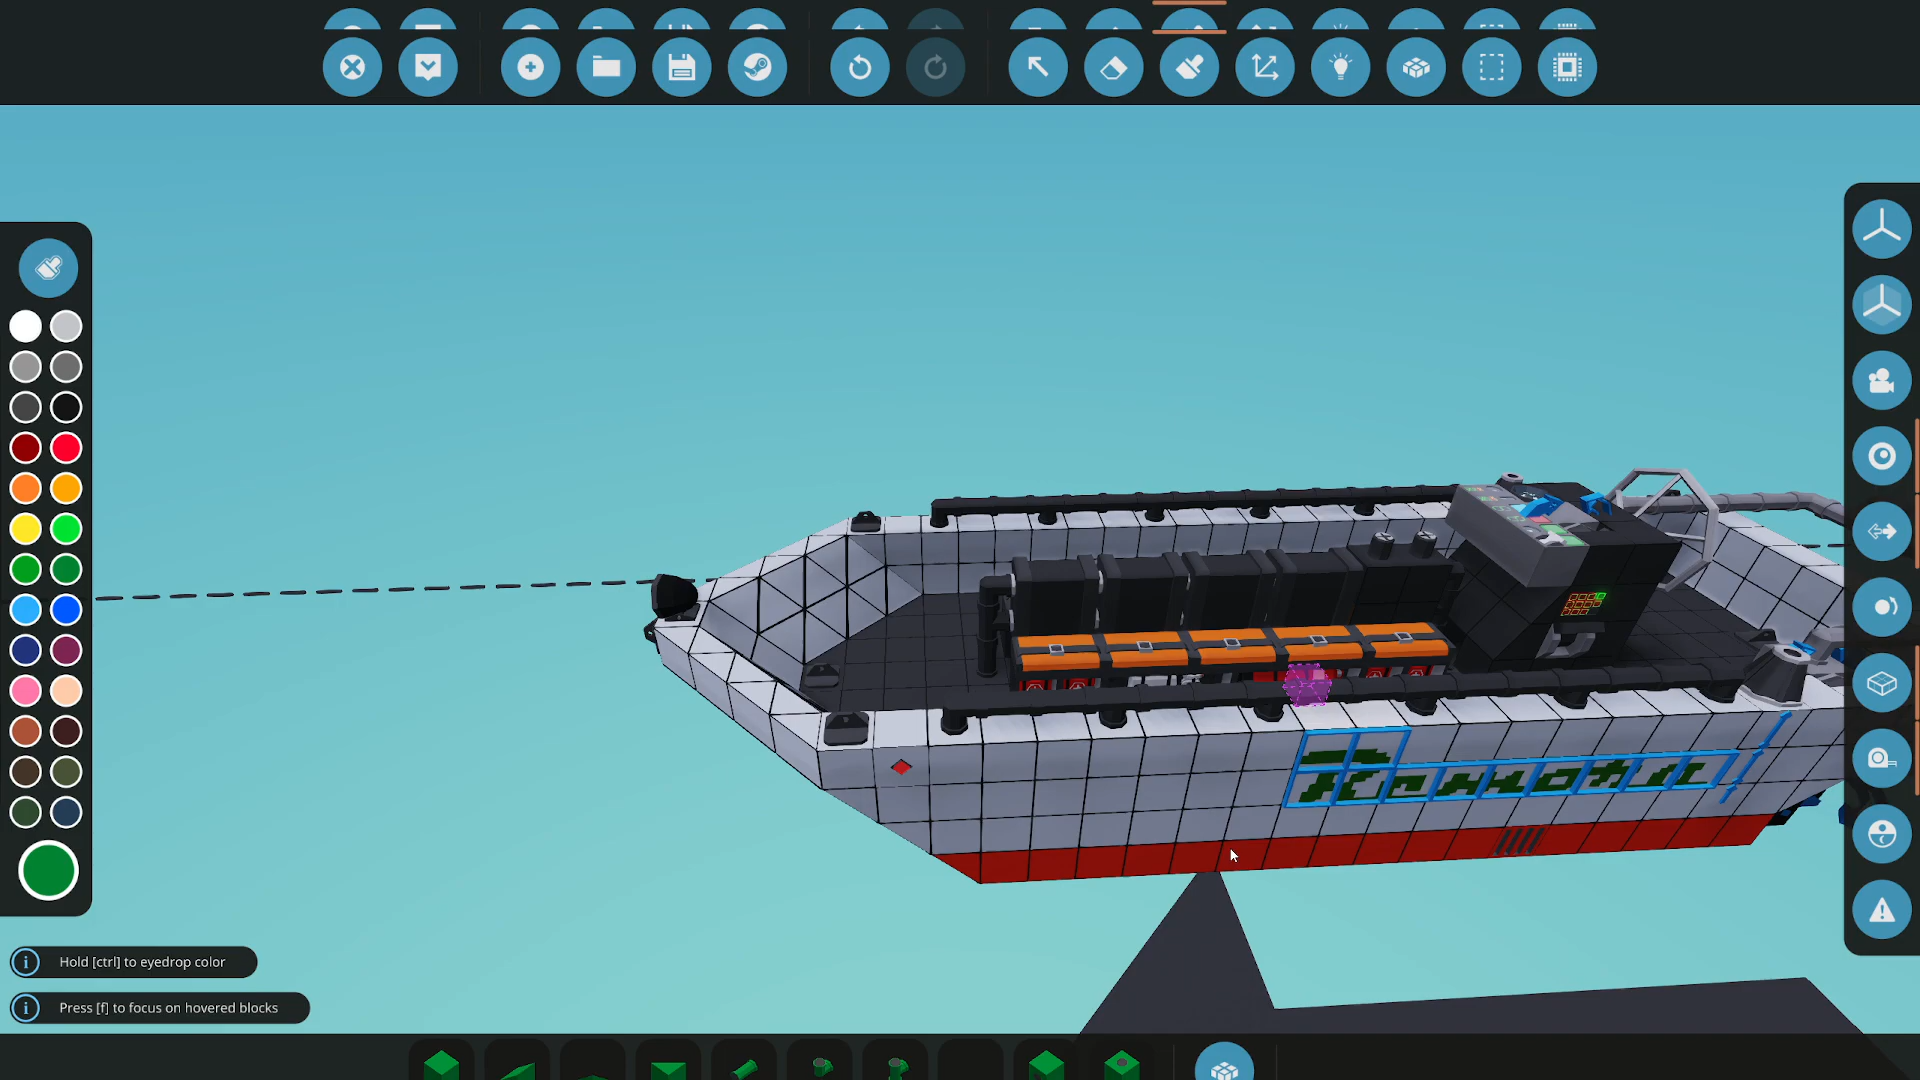 Hold [ctrl] to eyedrop color
Press [f] to focus on hovered blocks